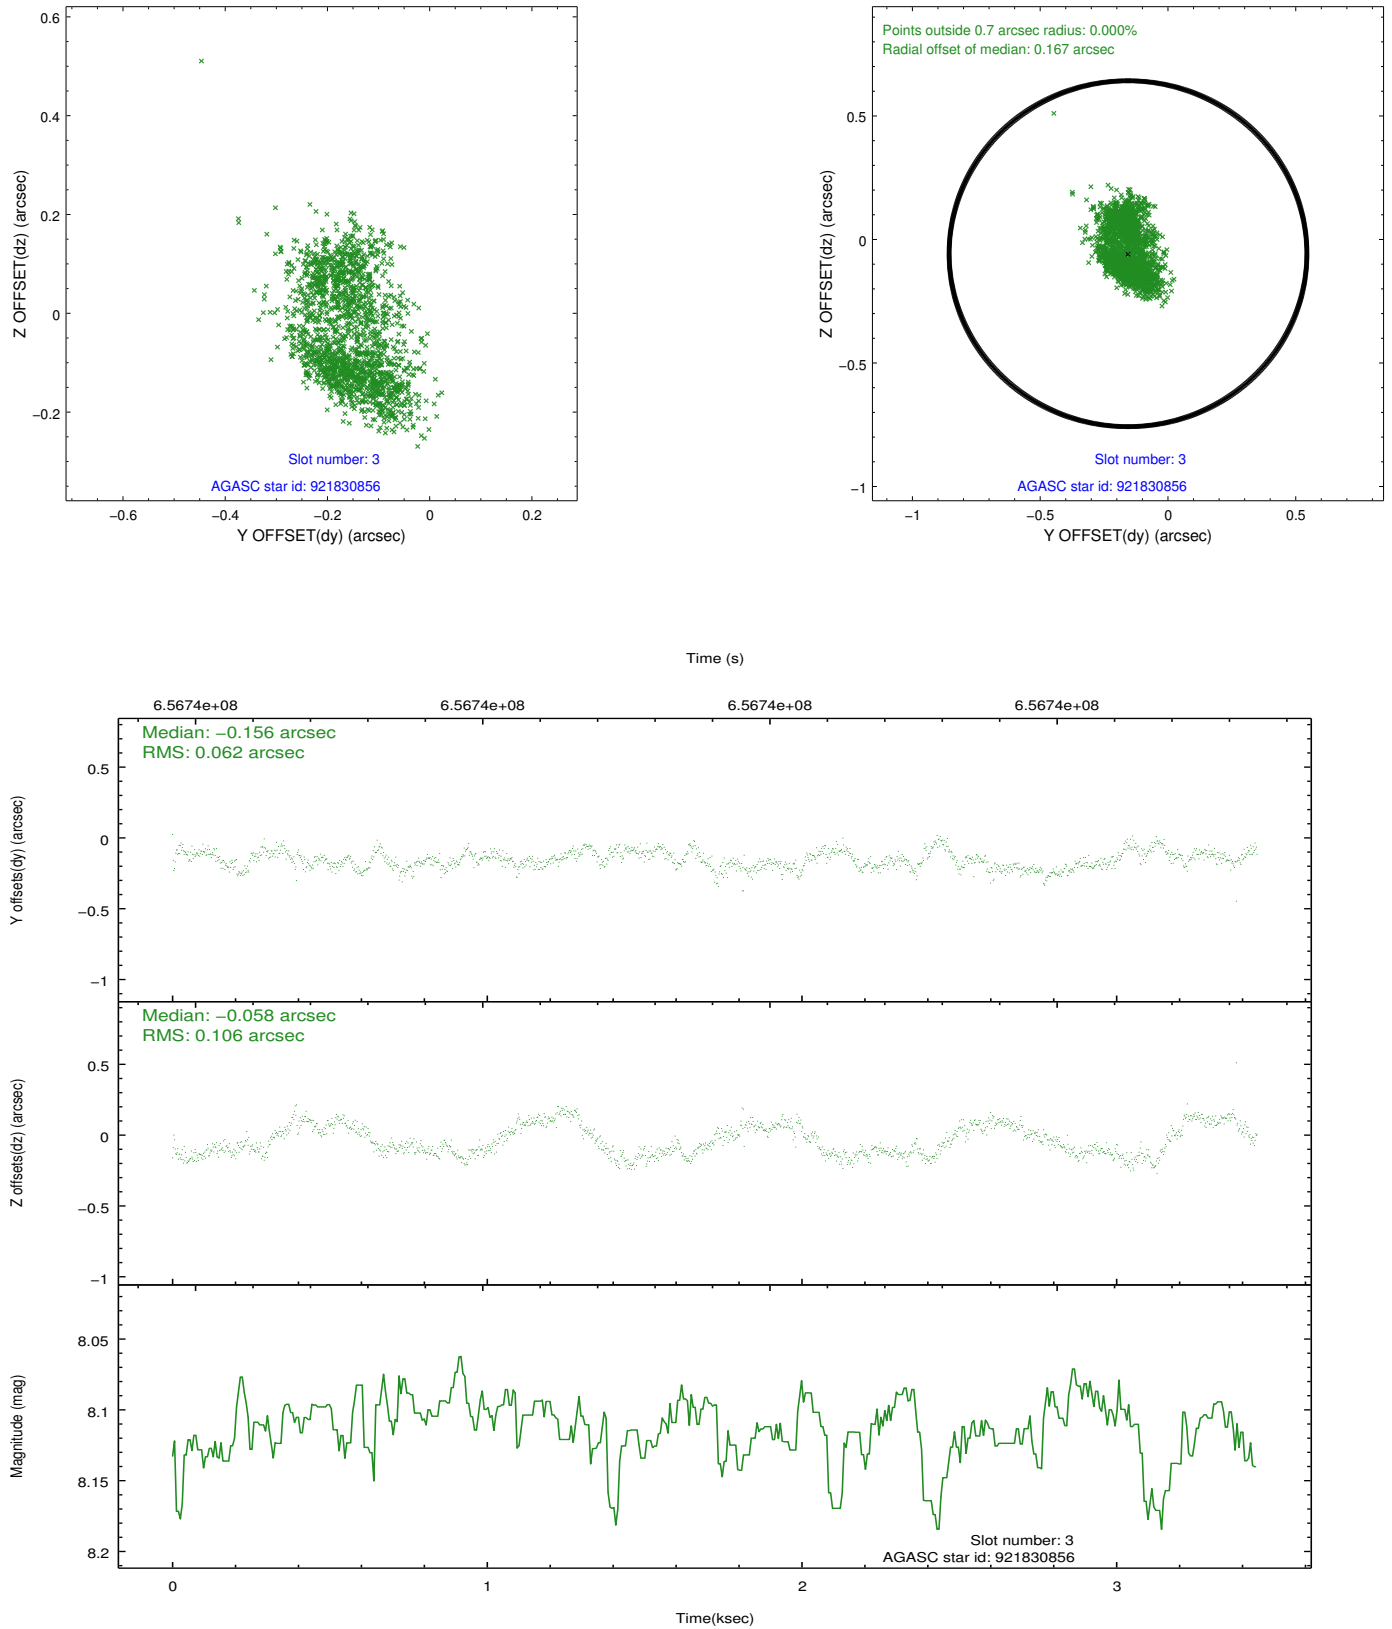 0.6
0.4
0.2
0
−0.2
Z OFFSET(dz) (arcsec)
Slot number: 3
AGASC star id: 921830856
−0.6
−0.4
−0.2
0
0.2
Y OFFSET(dy) (arcsec)
Points outside 0.7 arcsec radius: 0.000%
Radial offset of median: 0.167 arcsec
0.5
0
−0.5
−1
Z OFFSET(dz) (arcsec)
Slot number: 3
AGASC star id: 921830856
−1
−0.5
0
0.5
Y OFFSET(dy) (arcsec)
Time (s)
6.5674e+08
6.5674e+08
6.5674e+08
6.5674e+08
Median: −0.156 arcsec
RMS: 0.062 arcsec
0.5
0
−0.5
−1
Y offsets(dy) (arcsec)
Median: −0.058 arcsec
RMS: 0.106 arcsec
0.5
0
−0.5
−1
Z offsets(dz) (arcsec)
8.05
8.1
8.15
8.2
Magnitude (mag)
Slot number: 3
AGASC star id: 921830856
0
1
2
3
Time(ksec)